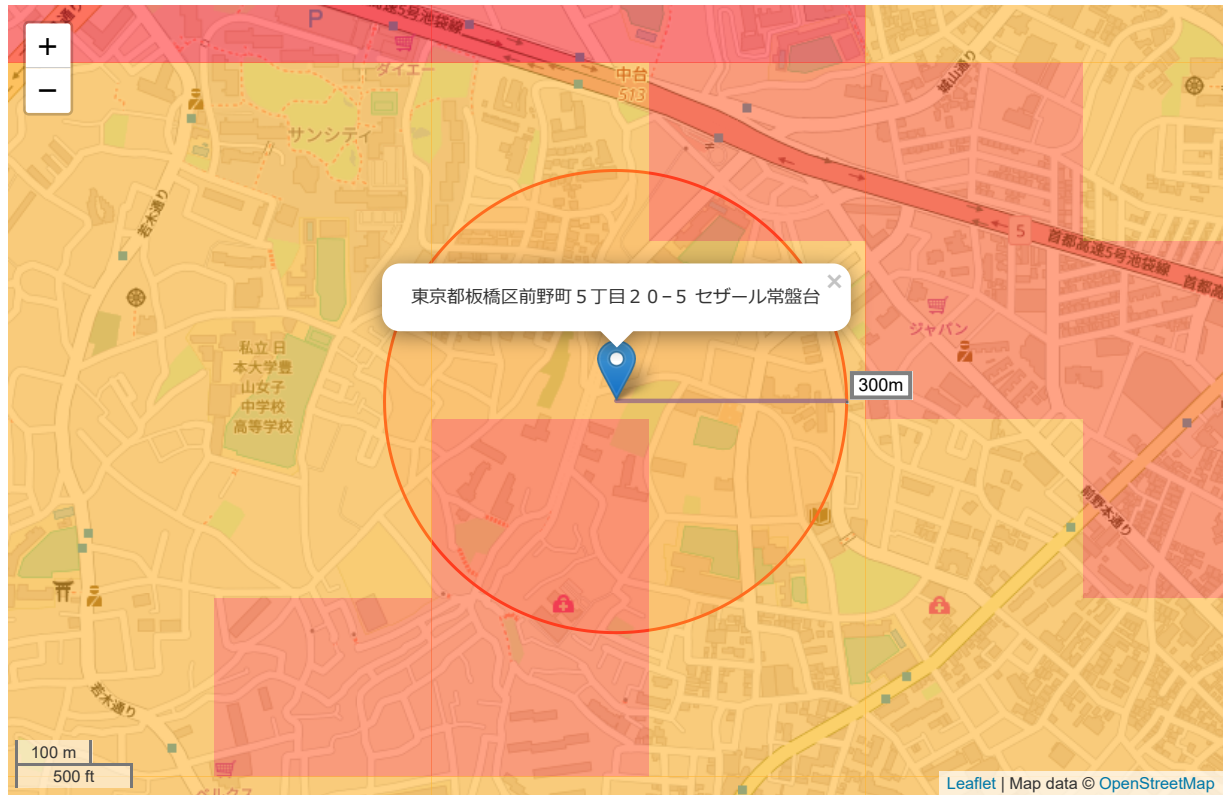 首都高速5号池袋線
P
+
ダイエー
中台
513
城山通り
−
サンシティ
若木通り
5
首都高速5号池袋線
首都高
×
東京都板橋区前野町５丁目２０−５ セザール常盤台
ジャパン
私立 日
本大学豊
山女子
中学校
高等学校
300m
前野本通り
若木通り
100 m
500 ft
ベルクス
Leaflet | Map data © OpenStreetMap